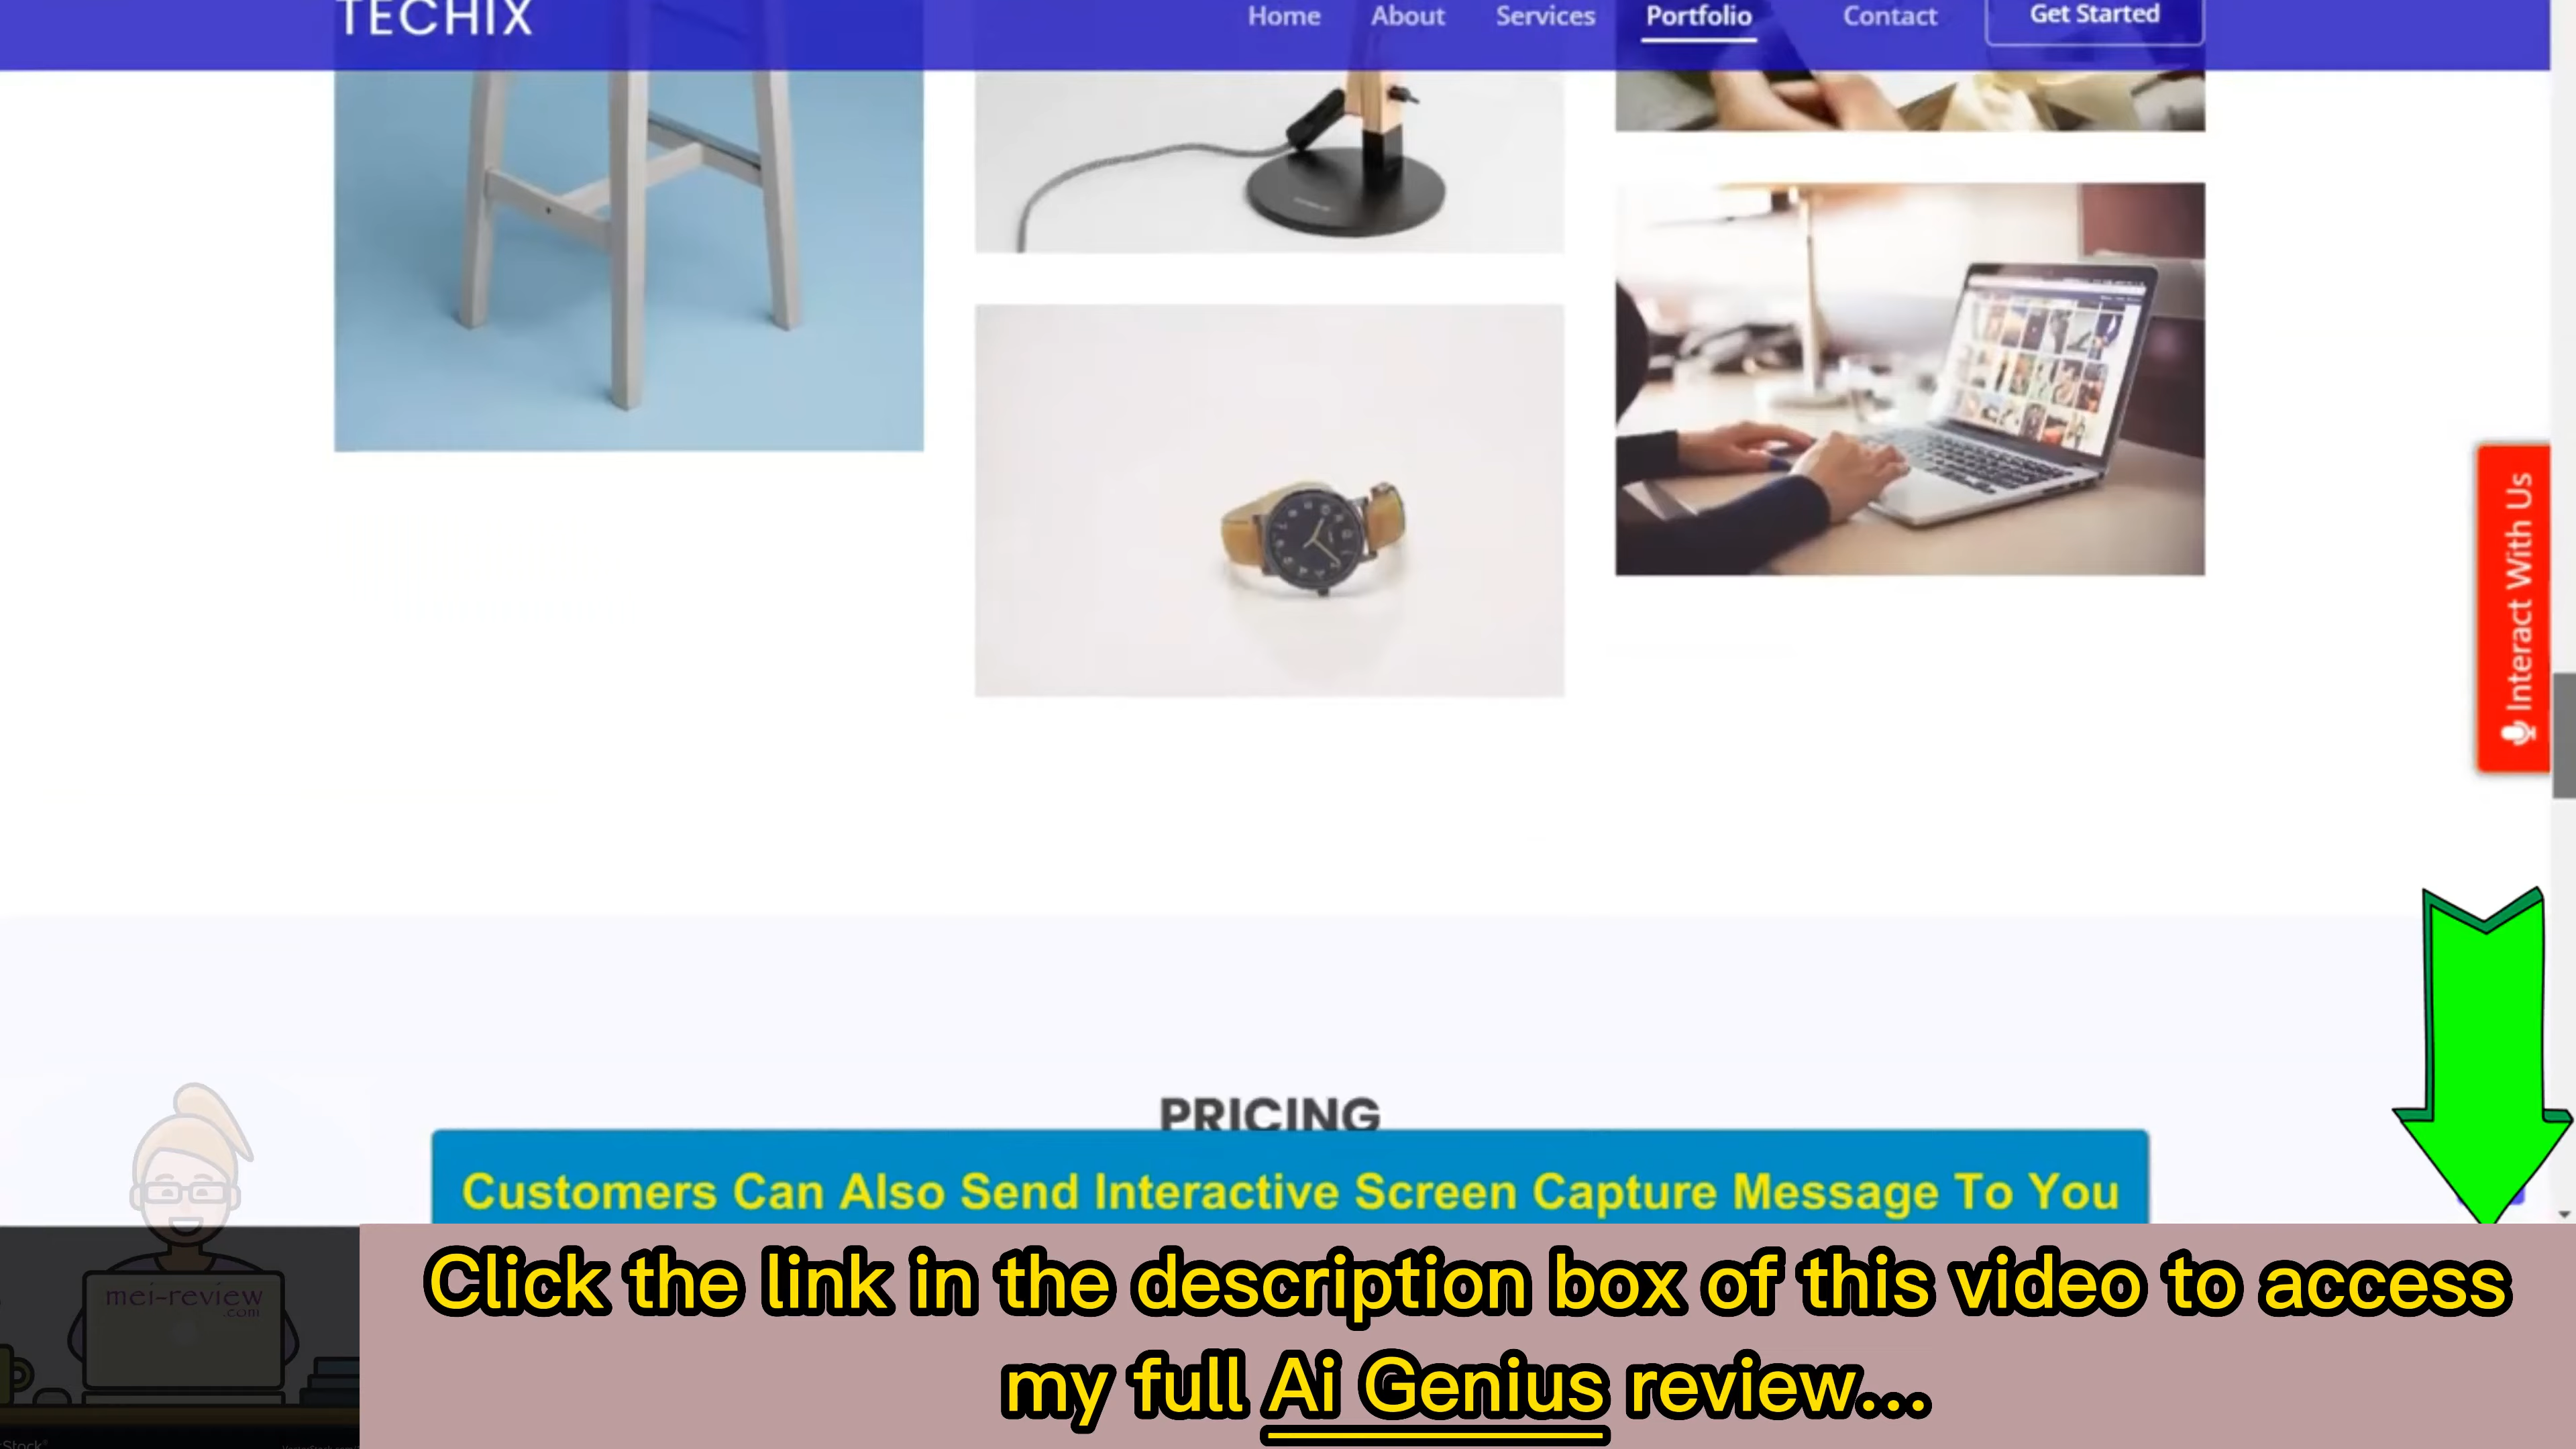 TECHIX
Home About Services Portfolio Contact Get Started
Interact With Us
PRICING
Customers Can Also Send Interactive Screen Capture Message To You
mei-review
.com
Click the link in the description box of this video to access
my full Ai Genius review...